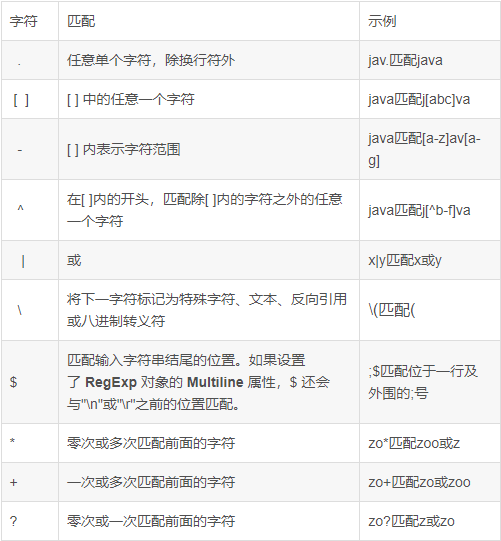 字符 匹配 示例
. 任意单个字符，除换行符外 jav.匹配java
[ ] [ ] 中的任意一个字符 java匹配j[abc]va
- [ ] 内表示字符范围 java匹配[a-z]av[a-
g]
^ 在[ ]内的开头，匹配除[ ]内的字符之外的任意
一个字符 java匹配j[^b-f]va
| 或 x|y匹配x或y
\ 将下一字符标记为特殊字符、文本、反向引用
或八进制转义符 \(匹配(
$ 匹配输入字符串结尾的位置。如果设置
了 RegExp 对象的 Multiline 属性，$ 还会
与"\n"或"\r"之前的位置匹配。 ;$匹配位于一行及
外围的;号
* 零次或多次匹配前面的字符 zo*匹配zoo或z
+ 一次或多次匹配前面的字符 zo+匹配zo或zoo
? 零次或一次匹配前面的字符 zo?匹配z或zo